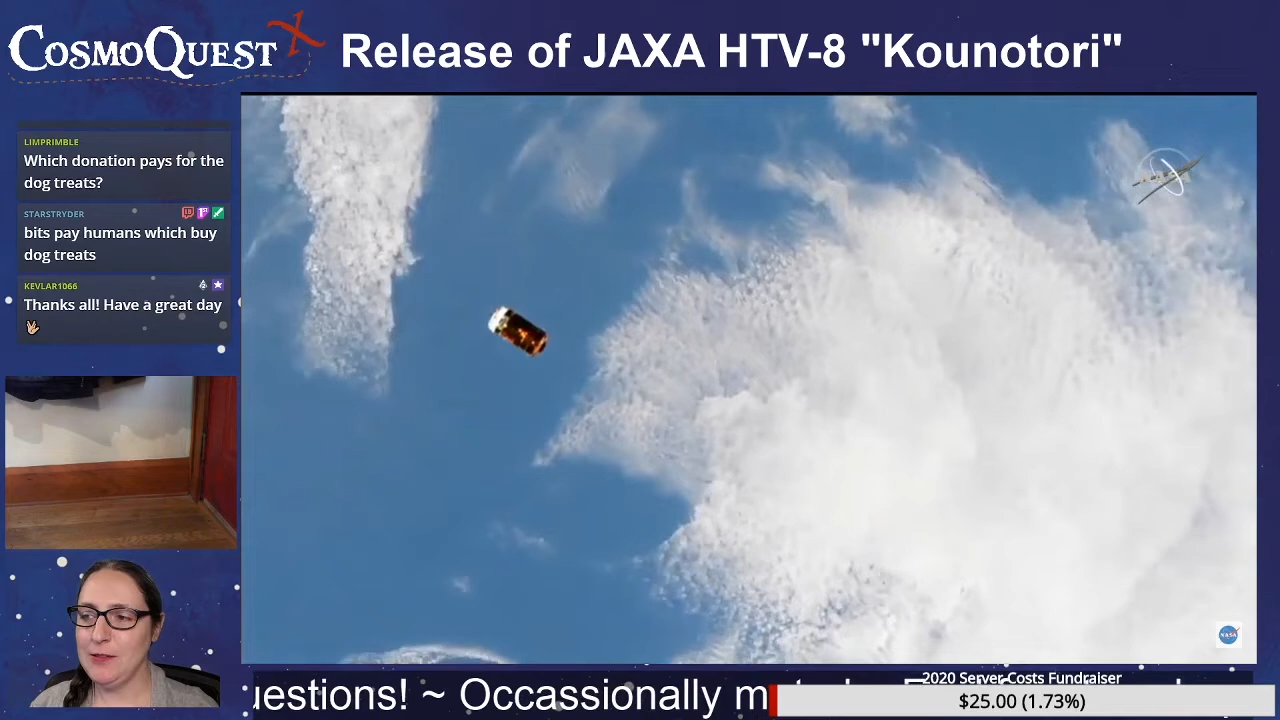 COSMOQUEST X
Release of JAXA HTV-8 "Kounotori"
LIMPRIMBLE
Which donation pays for the
dog treats?
STARSTRYDER
bits pay humans which buy
dog treats
KEVLAR1066
Thanks all! Have a great day
NASA
uestions! ~ Occassionally m
2020 Server Costs Fundraiser
$25.00 (1.73%)